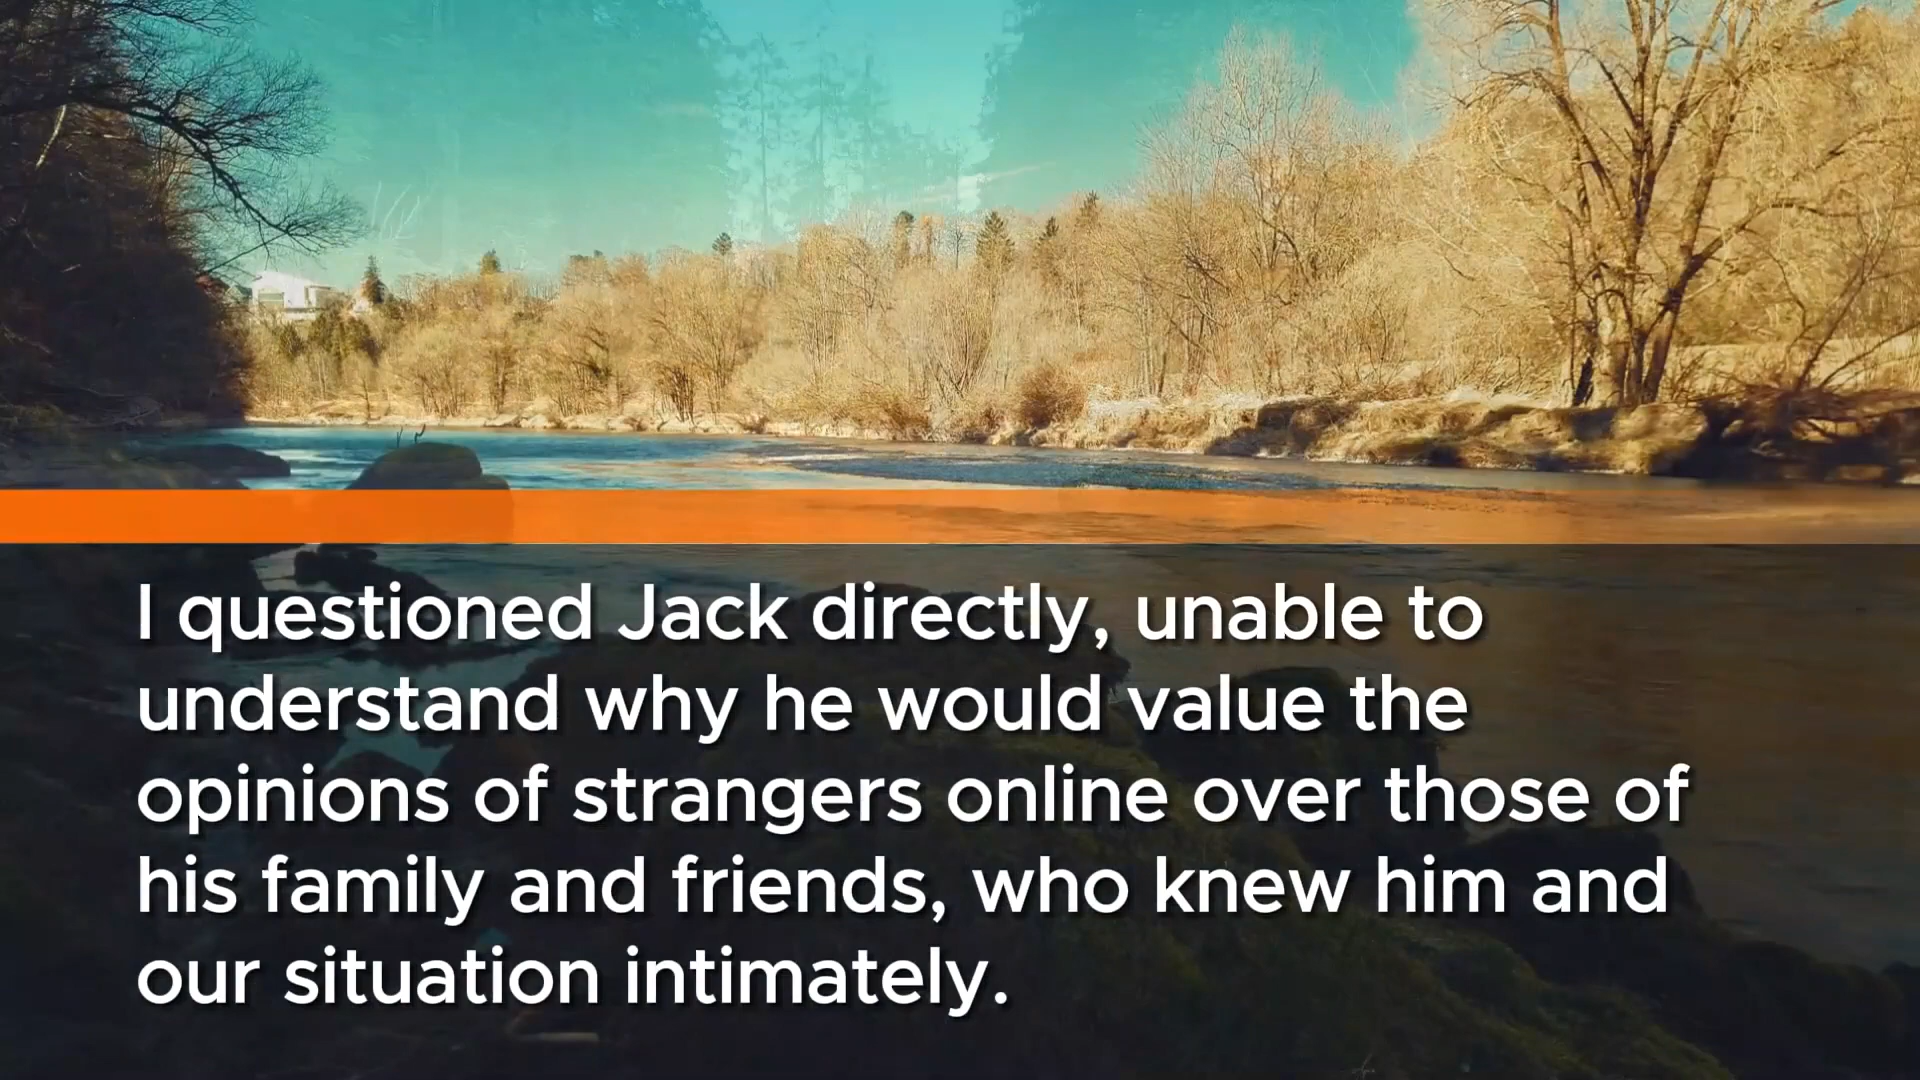 I questioned Jack directly, unable to
understand why he would value the
opinions of strangers online over those of
his family and friends, who knew him and
our situation intimately.